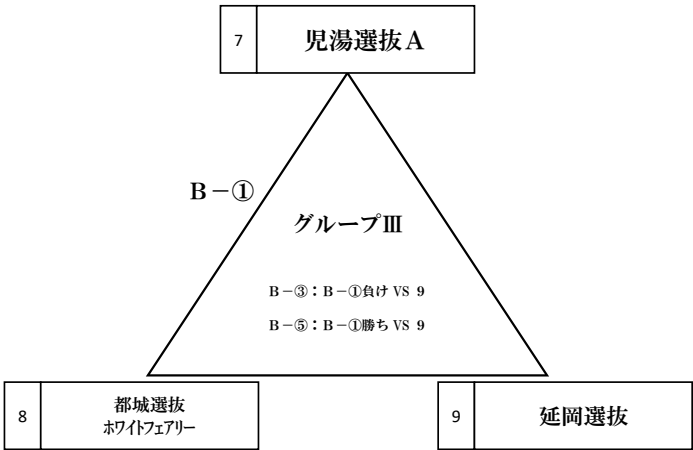 7
児湯選抜A
B－①
グループⅢ
B－③：B－①負け VS 9
B－⑤：B－①勝ち VS 9
8
都城選抜
ホワイトフェアリー
9
延岡選抜